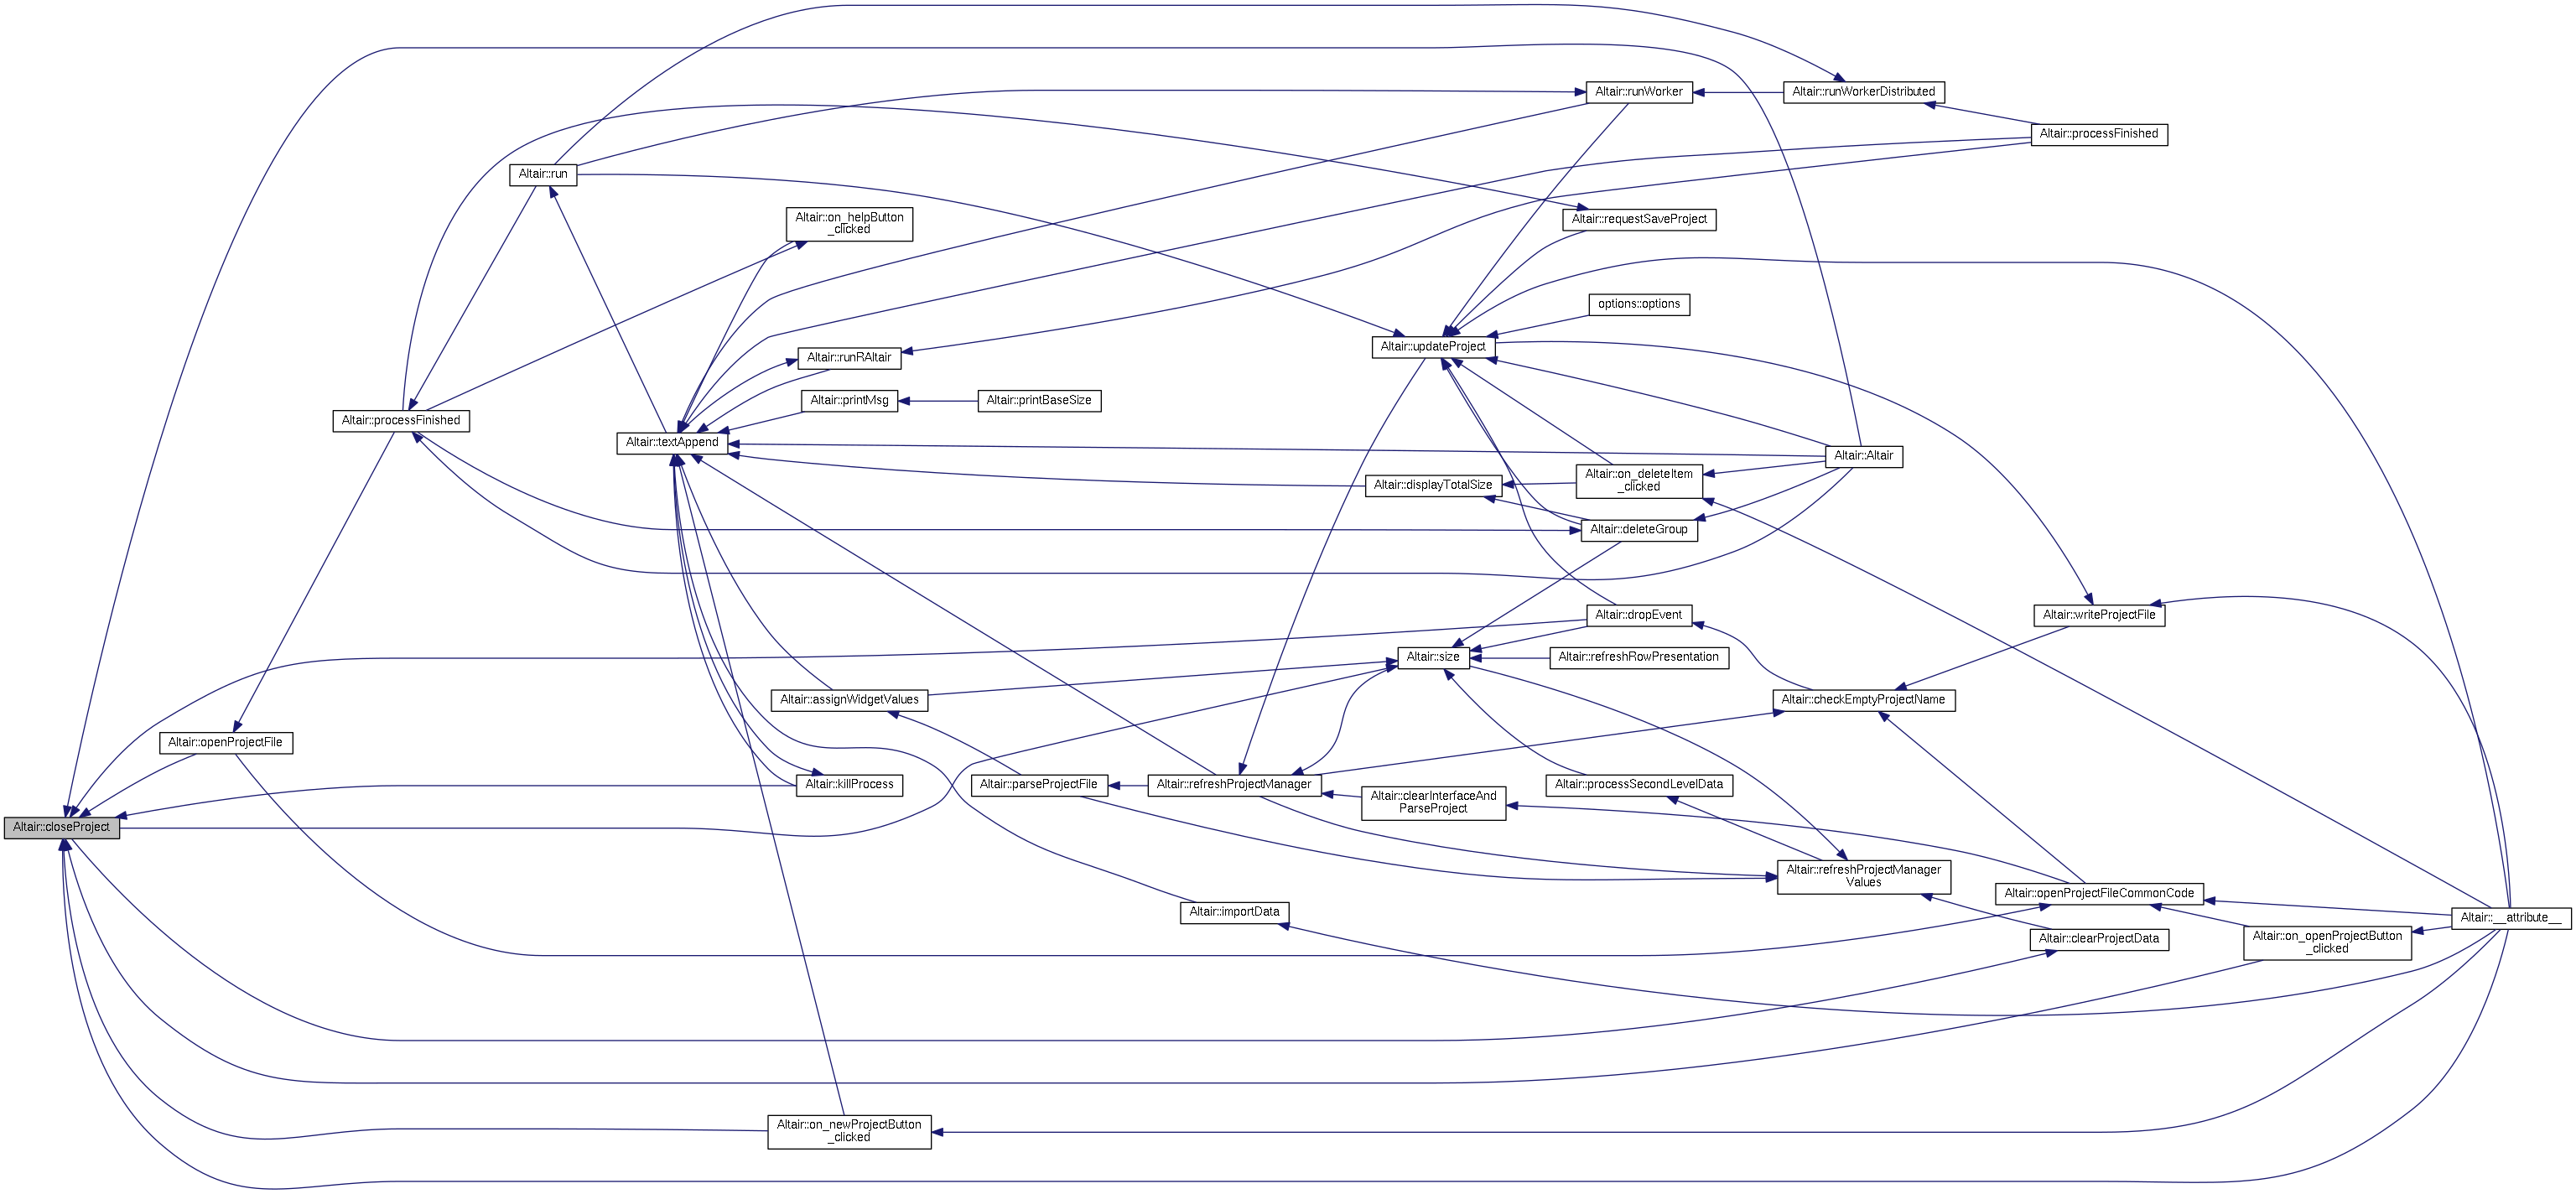 Altair::runWorker
Altair::runWorkerDistributed
Altair::processFinished
Altair::run
Altair::on_helpButton
_clicked
Altair::requestSaveProject
options::options
Altair::updateProject
Altair::runRAltair
Altair::printMsg
Altair::printBaseSize
Altair::processFinished
Altair::textAppend
Altair::Altair
Altair::displayTotalSize
Altair::on_deleteItem
_clicked
Altair::deleteGroup
Altair::dropEvent
Altair::writeProjectFile
Altair::size
Altair::refreshRowPresentation
Altair::assignWidgetValues
Altair::checkEmptyProjectName
Altair::openProjectFile
Altair::killProcess
Altair::parseProjectFile
Altair::refreshProjectManager
Altair::processSecondLevelData
Altair::clearInterfaceAnd
ParseProject
Altair::closeProject
Altair::refreshProjectManager
Values
Altair::openProjectFileCommonCode
Altair::importData
Altair::__attribute__
Altair::clearProjectData
Altair::on_openProjectButton
_clicked
Altair::on_newProjectButton
_clicked